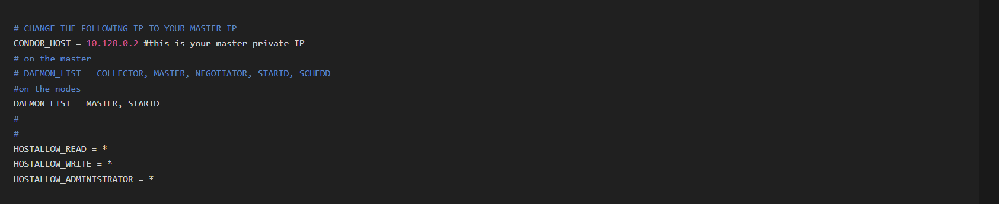 # CHANGE THE FOLLOWING IP TO YOUR MASTER IP
CONDOR_HOST = 10.128.0.2 #this is your master private IP
# on the master
# DAEMON_LIST = COLLECTOR, MASTER, NEGOTIATOR, STARTD, SCHEDD
#on the nodes
DAEMON_LIST = MASTER, STARTD
#
#
HOSTALLOW_READ = *
HOSTALLOW_WRITE = *
HOSTALLOW_ADMINISTRATOR = *